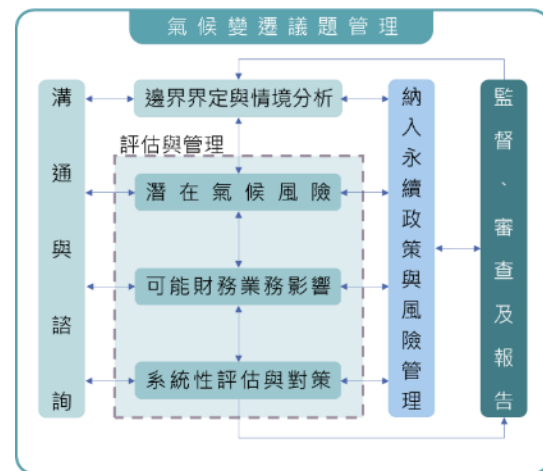 氣候變遷議題管理
溝通與諮詢
邊界界定與情境分析
評估與管理
潛在氣候風險
可能財務業務影響
系統性評估與對策
納入永續政策與風險管理
監督、審查及報告